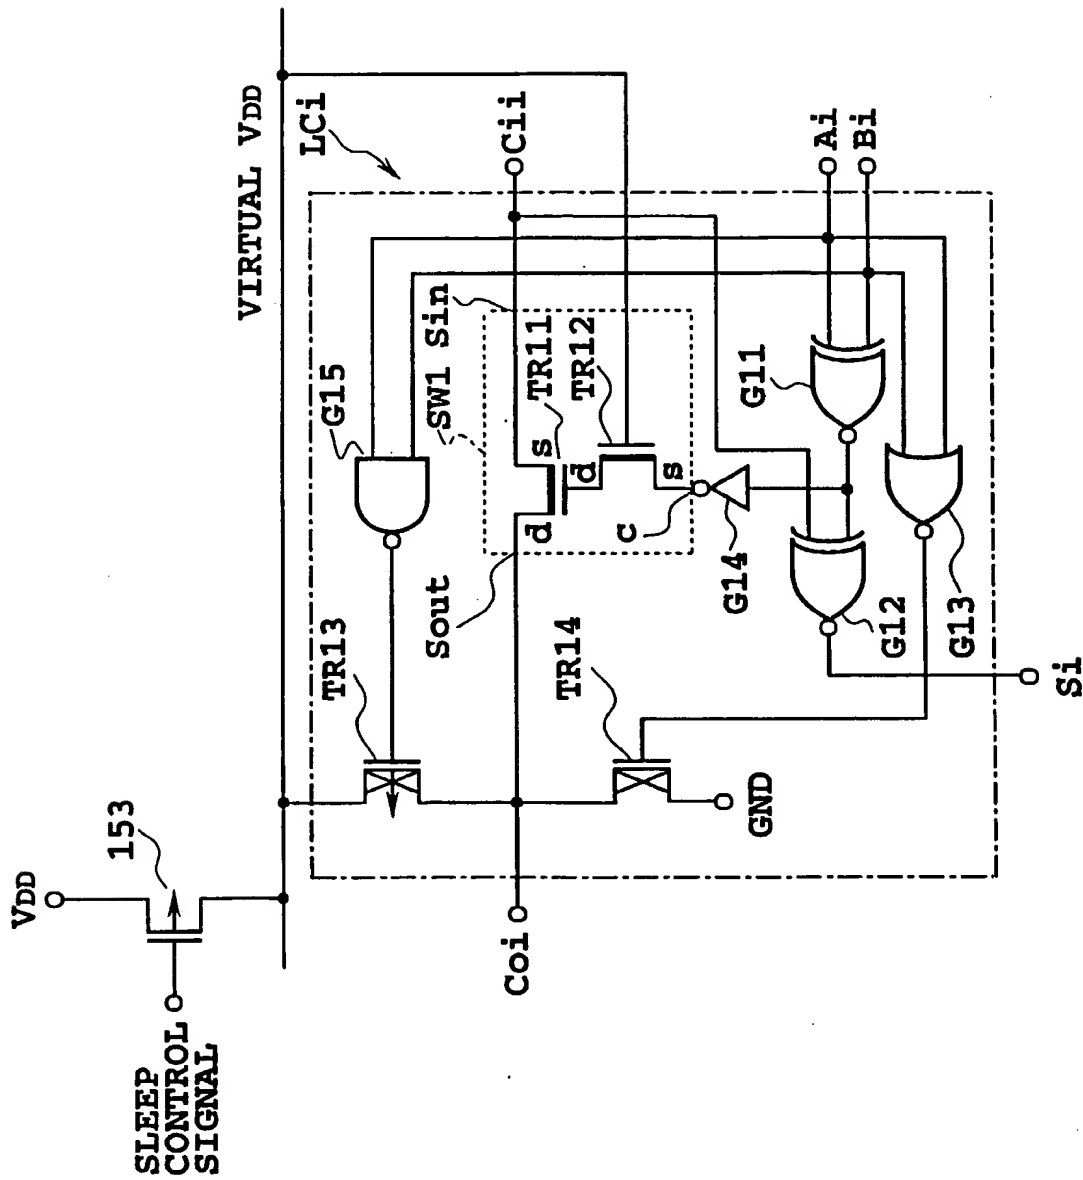 SLEEP
CONTROL
SIGNAL
VDD
153
VIRTUAL VDD
LCi
Coi
TR13
G15
Sout
SW1
Sin
Cii
TR11
TR12
d
s
d
s
c
TR14
GND
G14
G11
G12
G13
Ai
Bi
Si